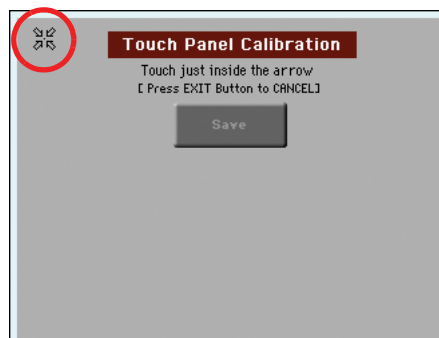 Touch Panel Calibration
Touch just inside the arrow
[ Press EXIT Button to CANCEL]
Save